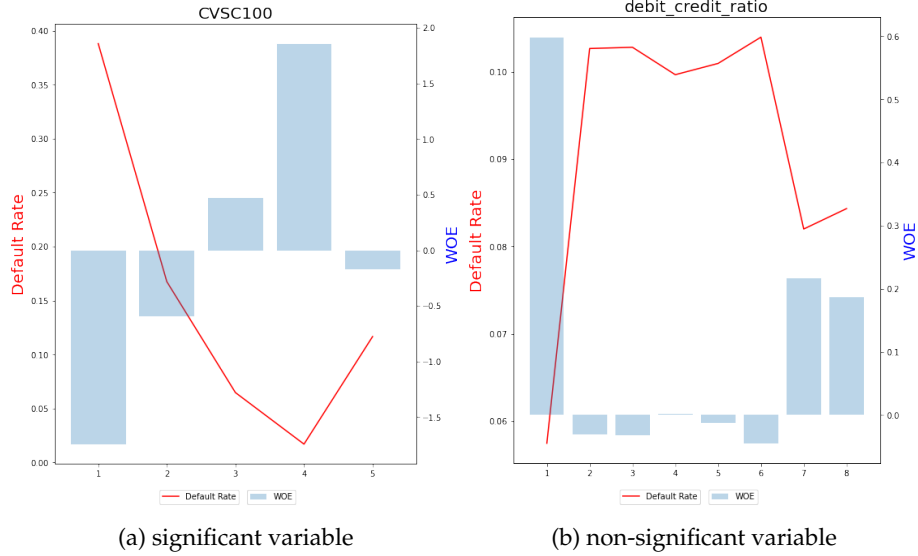 CVSC100
0.40
0.35
0.30
0.25
0.20
0.15
0.10
0.05
0.00
Default Rate
2.0
1.5
1.0
0.5
0.0
−0.5
−1.0
−1.5
WOE
1 2 3 4 5
Default Rate WOE
(a) significant variable
debit_credit_ratio
0.10
0.09
0.08
0.07
0.06
Default Rate
0.6
0.5
0.4
0.3
0.2
0.1
0.0
WOE
1 2 3 4 5 6 7 8
Default Rate WOE
(b) non-significant variable